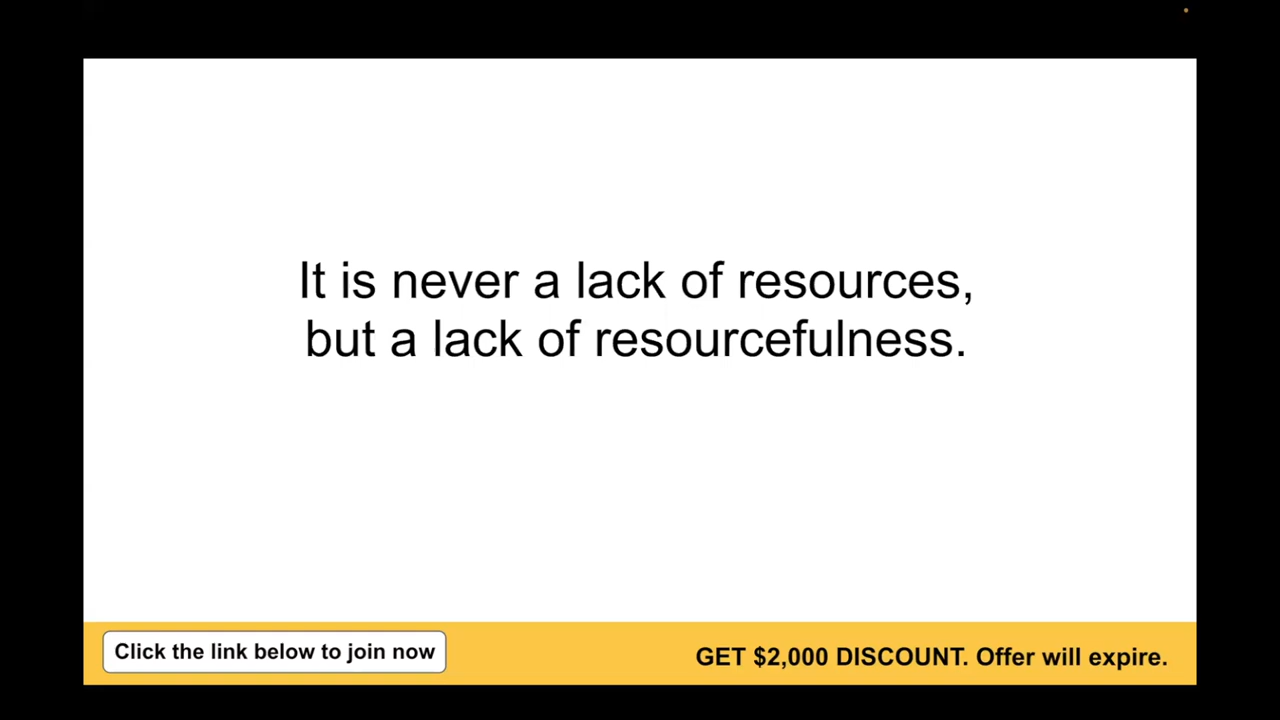 It is never a lack of resources,
but a lack of resourcefulness.
Click the link below to join now
GET $2,000 DISCOUNT. Offer will expire.